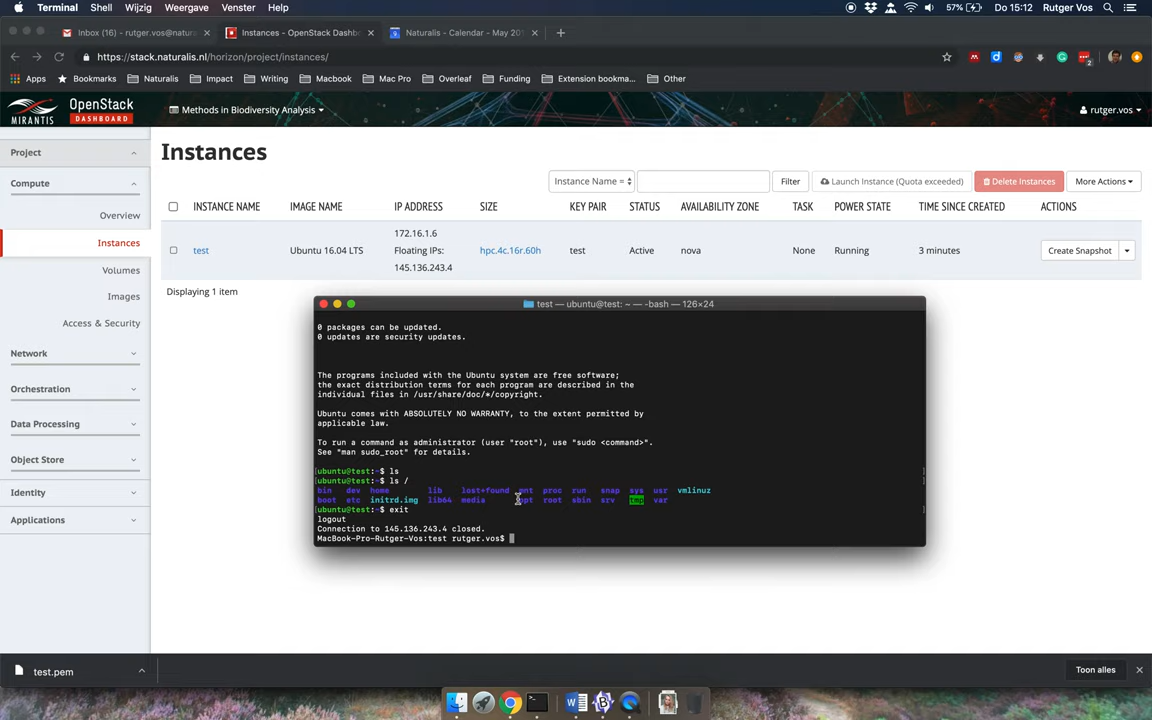 Terminal Shell Wijzig Weergave Venster Help 57% Do 15:12 Rutger Vos
Inbox (16) - rutger.vos@natura
Instances - OpenStack Dashbo
Naturalis - Calendar - May 201
https://stack.naturalis.nl/horizon/project/instances/
Apps Bookmarks Naturalis Impact Writing Macbook Mac Pro Overleaf Funding Extension bookma... Other
MIRANTIS
OpenStack
DASHBOARD
Methods in Biodiversity Analysis
rutger.vos
Project
Compute
Overview
Instances
Volumes
Images
Access & Security
Network
Orchestration
Data Processing
Object Store
Identity
Applications
Instances
Instance Name = Filter Launch Instance (Quota exceeded) Delete Instances More Actions
INSTANCE NAME IMAGE NAME IP ADDRESS SIZE KEY PAIR STATUS AVAILABILITY ZONE TASK POWER STATE TIME SINCE CREATED ACTIONS
172.16.1.6
Floating IPs:
145.136.243.4
test Ubuntu 16.04 LTS hpc.4c.16r.60h test Active nova None Running 3 minutes Create Snapshot
Displaying 1 item
test — ubuntu@test: ~ — -bash — 126×24
0 packages can be updated.
0 updates are security updates.
The programs included with the Ubuntu system are free software;
the exact distribution terms for each program are described in the
individual files in /usr/share/doc/*/copyright.
Ubuntu comes with ABSOLUTELY NO WARRANTY, to the extent permitted by
applicable law.
To run a command as administrator (user "root"), use "sudo <command>".
See "man sudo_root" for details.
[ubuntu@test:~$ ls ]
[ubuntu@test:~$ ls / ]
bin dev home lib lost+found mnt proc run snap sys usr vmlinuz
boot etc initrd.img lib64 media opt root sbin srv tmp var
[ubuntu@test:~$ exit ]
logout
Connection to 145.136.243.4 closed.
MacBook-Pro-Rutger-Vos:test rutger.vos$
test.pem
Toon alles